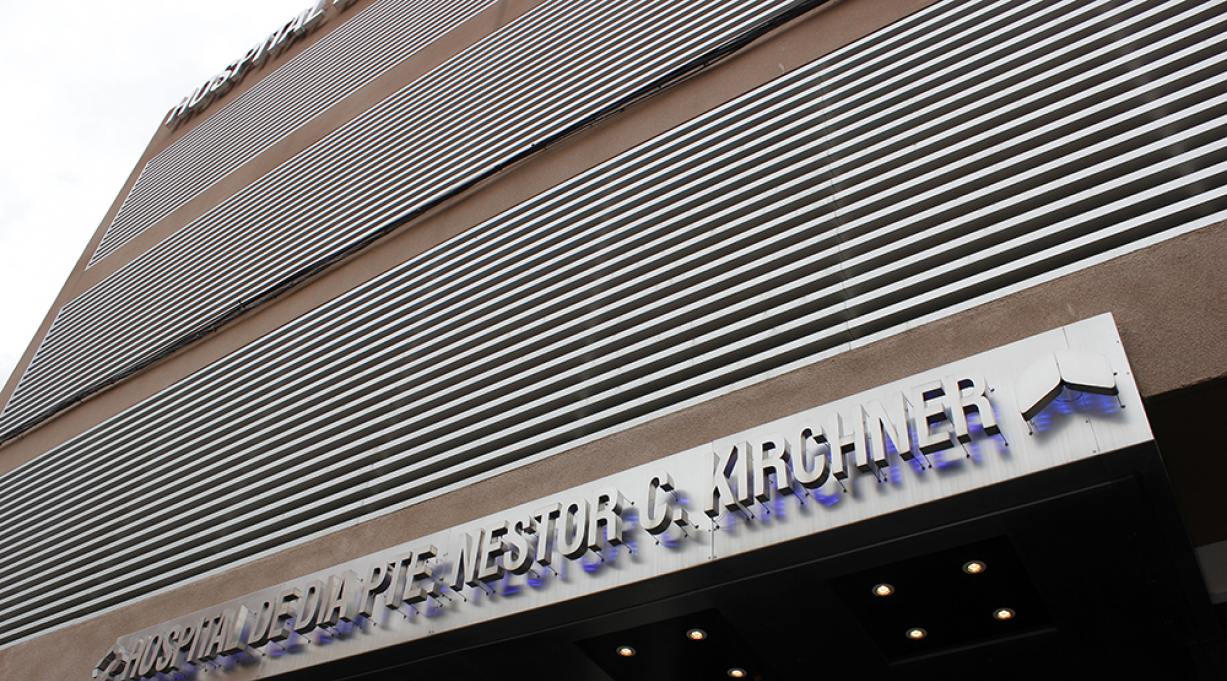 HOSPITAL
HOSPITAL DE DIA PTE. NESTOR C. KIRCHNER